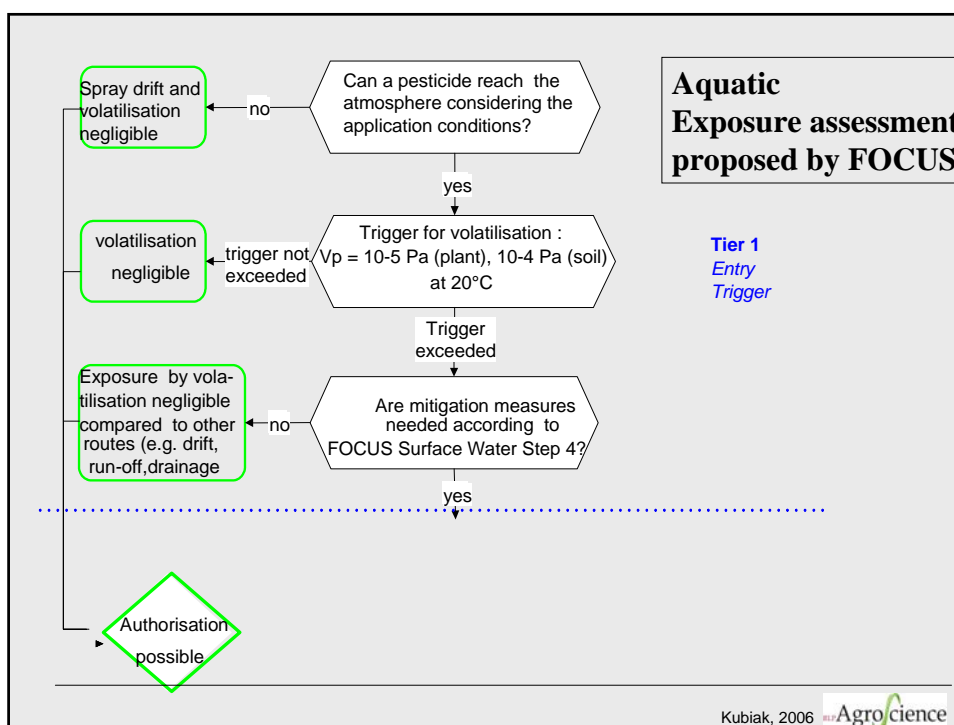 Aquatic
Exposure assessment
proposed by FOCUS
Can a pesticide reach the
atmosphere considering the
application conditions?
no
Spray drift and
volatilisation
negligible
yes
Trigger for volatilisation :
Vp = 10-5 Pa (plant), 10-4 Pa (soil)
at 20°C
trigger not
exceeded
volatilisation
negligible
Tier 1
Entry
Trigger
Trigger
exceeded
Are mitigation measures
needed according to
FOCUS Surface Water Step 4?
no
Exposure by vola-
tilisation negligible
compared to other
routes (e.g. drift,
run-off,drainage
yes
Authorisation
possible
Kubiak, 2006
RLP AgroScience